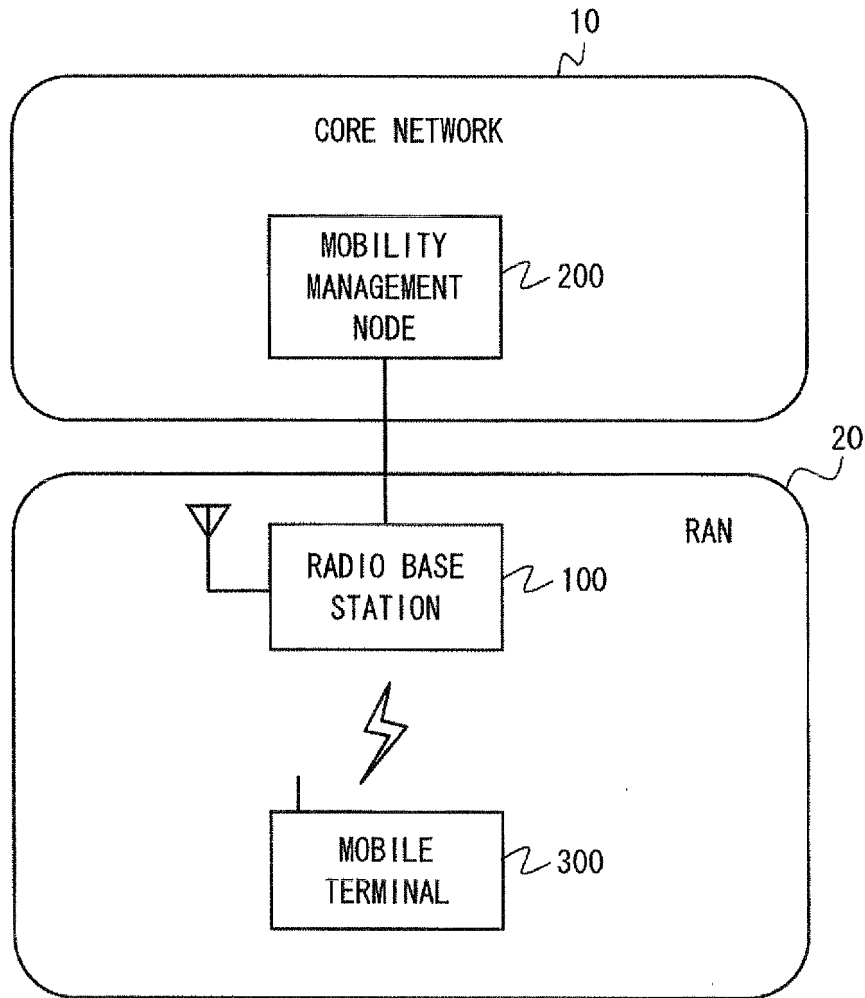 10
CORE NETWORK
MOBILITY
MANAGEMENT
NODE
200
20
RAN
RADIO BASE
STATION
100
MOBILE
TERMINAL
300